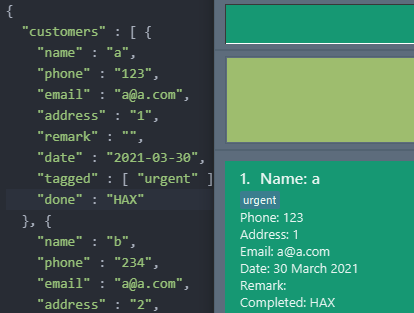 {
"customers" : [ {
"name" : "a",
"phone" : "123",
"email" : "a@a.com",
"address" : "1",
"remark" : "",
"date" : "2021-03-30",
"tagged" : [ "urgent" ]
"done" : "HAX"
}, {
"name" : "b",
"phone" : "234",
"email" : "a@a.com",
"address" : "2",
1. Name: a
urgent
Phone: 123
Address: 1
Email: a@a.com
Date: 30 March 2021
Remark:
Completed: HAX